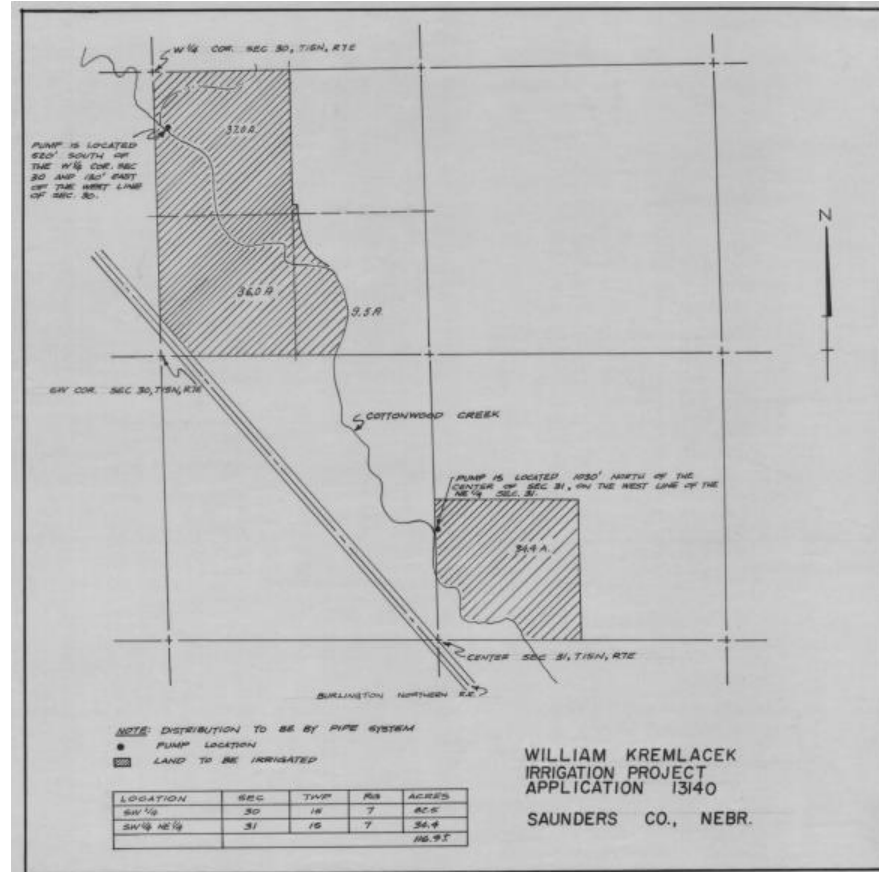 W 1/4 COR. SEC 30, T15N, R7E
37.0 A.
PUMP IS LOCATED
520' SOUTH OF
THE W 1/4 COR. SEC
30 AND 130' EAST
OF THE WEST LINE
OF SEC. 30.
N
36.0 A
9.5 A.
SW COR. SEC 30, T15N, R7E
COTTONWOOD CREEK
PUMP IS LOCATED 1030' NORTH OF THE
CENTER OF SEC 31, ON THE WEST LINE OF THE
NE 1/4 SEC. 31.
34.4 A.
CENTER SEC 31, T15N, R7E
BURLINGTON NORTHERN R.R.
NOTE: DISTRIBUTION TO BE BY PIPE SYSTEM
PUMP LOCATION
LAND TO BE IRRIGATED
WILLIAM KREMLACEK
IRRIGATION PROJECT
APPLICATION 13140
SAUNDERS CO., NEBR.
LOCATION SEC TWP RG ACRES
SW 1/4 30 15 7 82.5
SW 1/4 NE 1/4 31 15 7 34.4